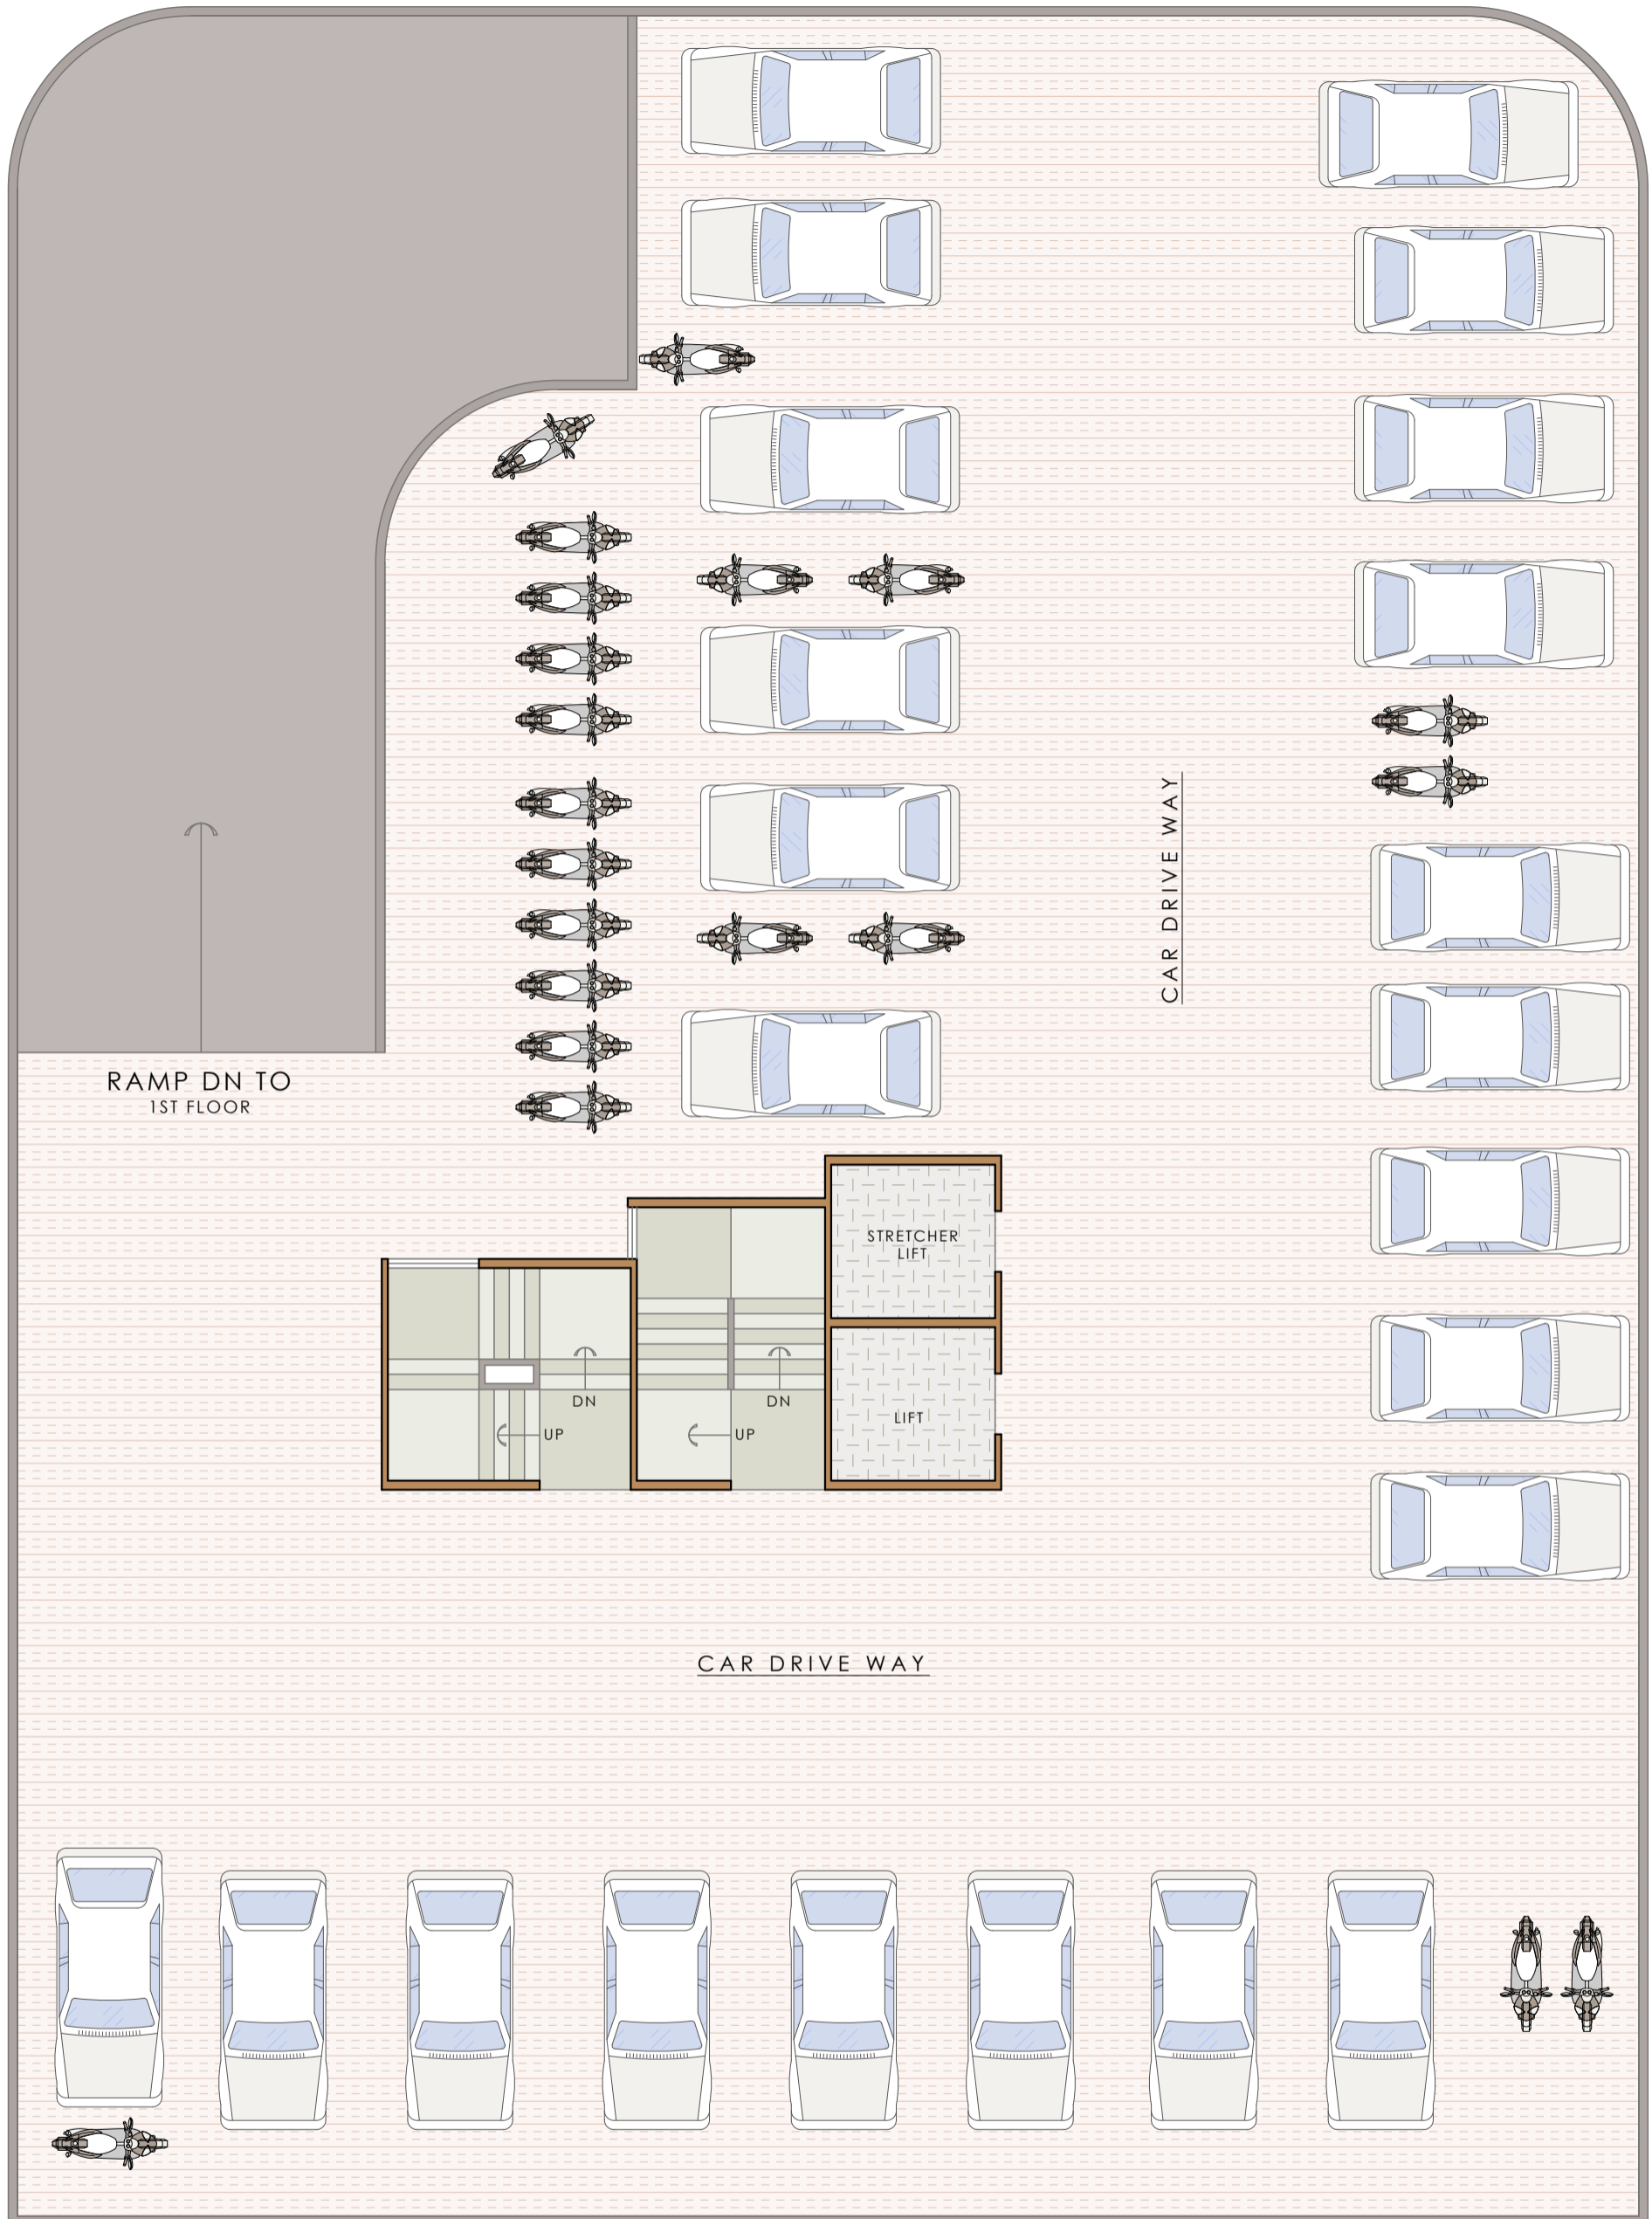 CAR DRIVE WAY
RAMP DN TO
1ST FLOOR
STRETCHER
LIFT
DN
DN
UP
UP
LIFT
CAR DRIVE WAY